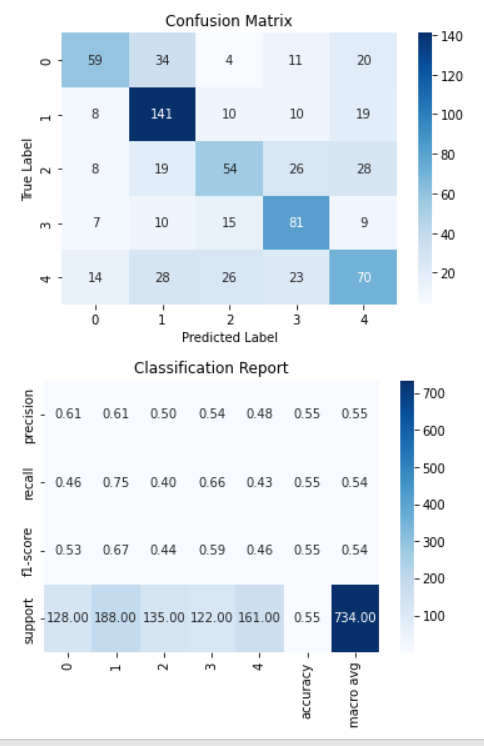 Confusion Matrix
0 59 34 4 11 20
1 8 141 10 10 19
2 8 19 54 26 28
3 7 10 15 81 9
4 14 28 26 23 70
0 1 2 3 4
Predicted Label
True Label
140
120
100
80
60
40
20
Classification Report
precision 0.61 0.61 0.50 0.54 0.48 0.55 0.55
recall 0.46 0.75 0.40 0.66 0.43 0.55 0.54
f1-score 0.53 0.67 0.44 0.59 0.46 0.55 0.54
support 128.00 188.00 135.00 122.00 161.00 0.55 734.00
0 1 2 3 4 accuracy macro avg
700
600
500
400
300
200
100